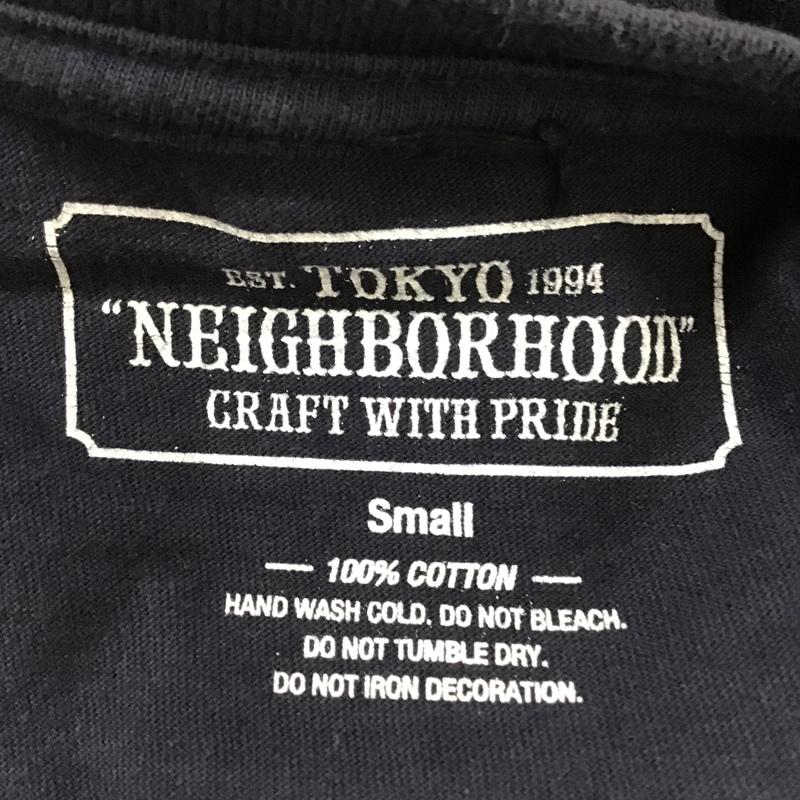 EST. TOKYO 1994
“NEIGHBORHOOD”
CRAFT WITH PRIDE
Small
— 100% COTTON —
HAND WASH COLD. DO NOT BLEACH.
DO NOT TUMBLE DRY.
DO NOT IRON DECORATION.